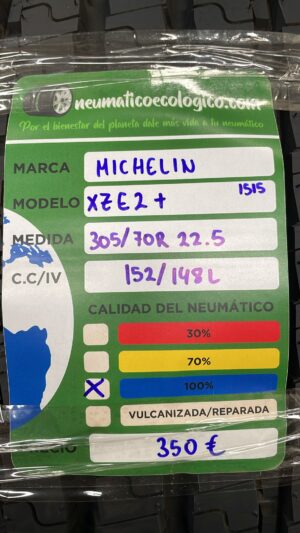 neumaticoecologico.com
Por el bienestar del planeta dale más vida a tu neumático
MARCA MICHELIN
MODELO XZE2+ 1515
MEDIDA 305/70R 22.5
C.C/IV 152/148L
CALIDAD DEL NEUMÁTICO
30%
70%
X 100%
VULCANIZADA/REPARADA
PRECIO 350 €